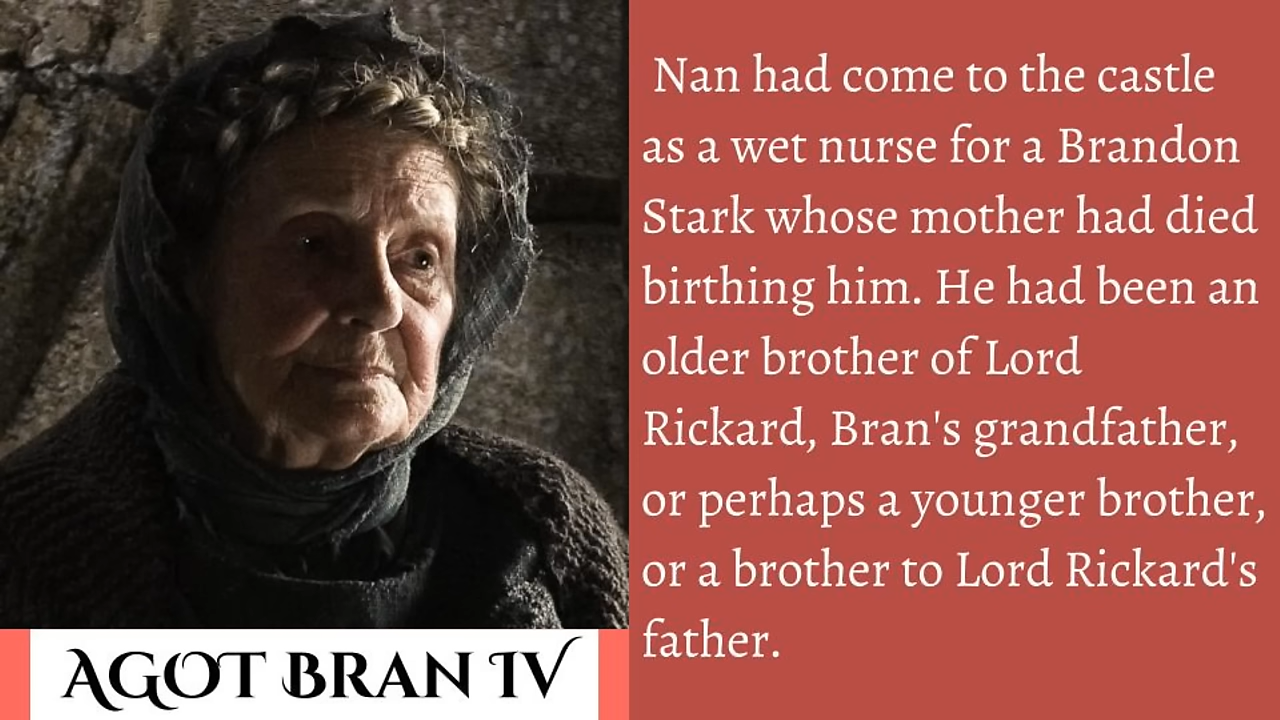 Nan had come to the castle
as a wet nurse for a Brandon
Stark whose mother had died
birthing him. He had been an
older brother of Lord
Rickard, Bran's grandfather,
or perhaps a younger brother,
or a brother to Lord Rickard's
father.
AGOT BRAN IV